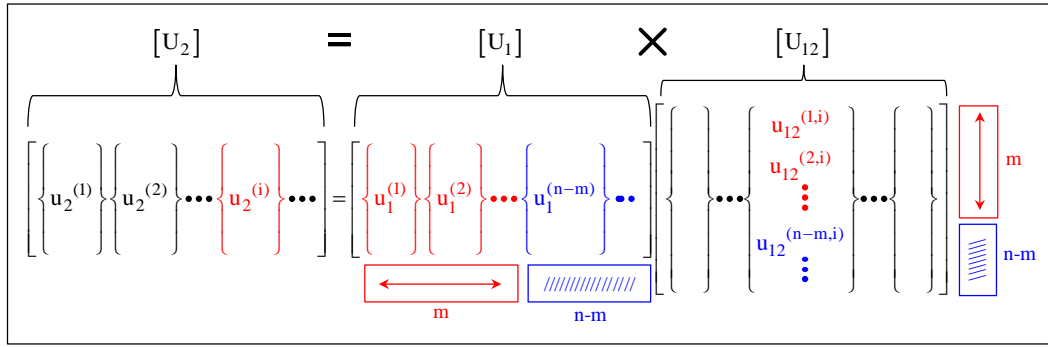 [U₂] = [U₁] × [U₁₂]
[{u₂⁽¹⁾}{u₂⁽²⁾}•••{u₂⁽ⁱ⁾}•••] = [{u₁⁽¹⁾}{u₁⁽²⁾}•••{u₁⁽ⁿ⁻ᵐ⁾}••] [{ }•••{u₁₂⁽¹,ⁱ⁾
u₁₂⁽²,ⁱ⁾
⋮
u₁₂⁽ⁿ⁻ᵐ,ⁱ⁾
⋮}•••{ }]
m
n-m
m
n-m